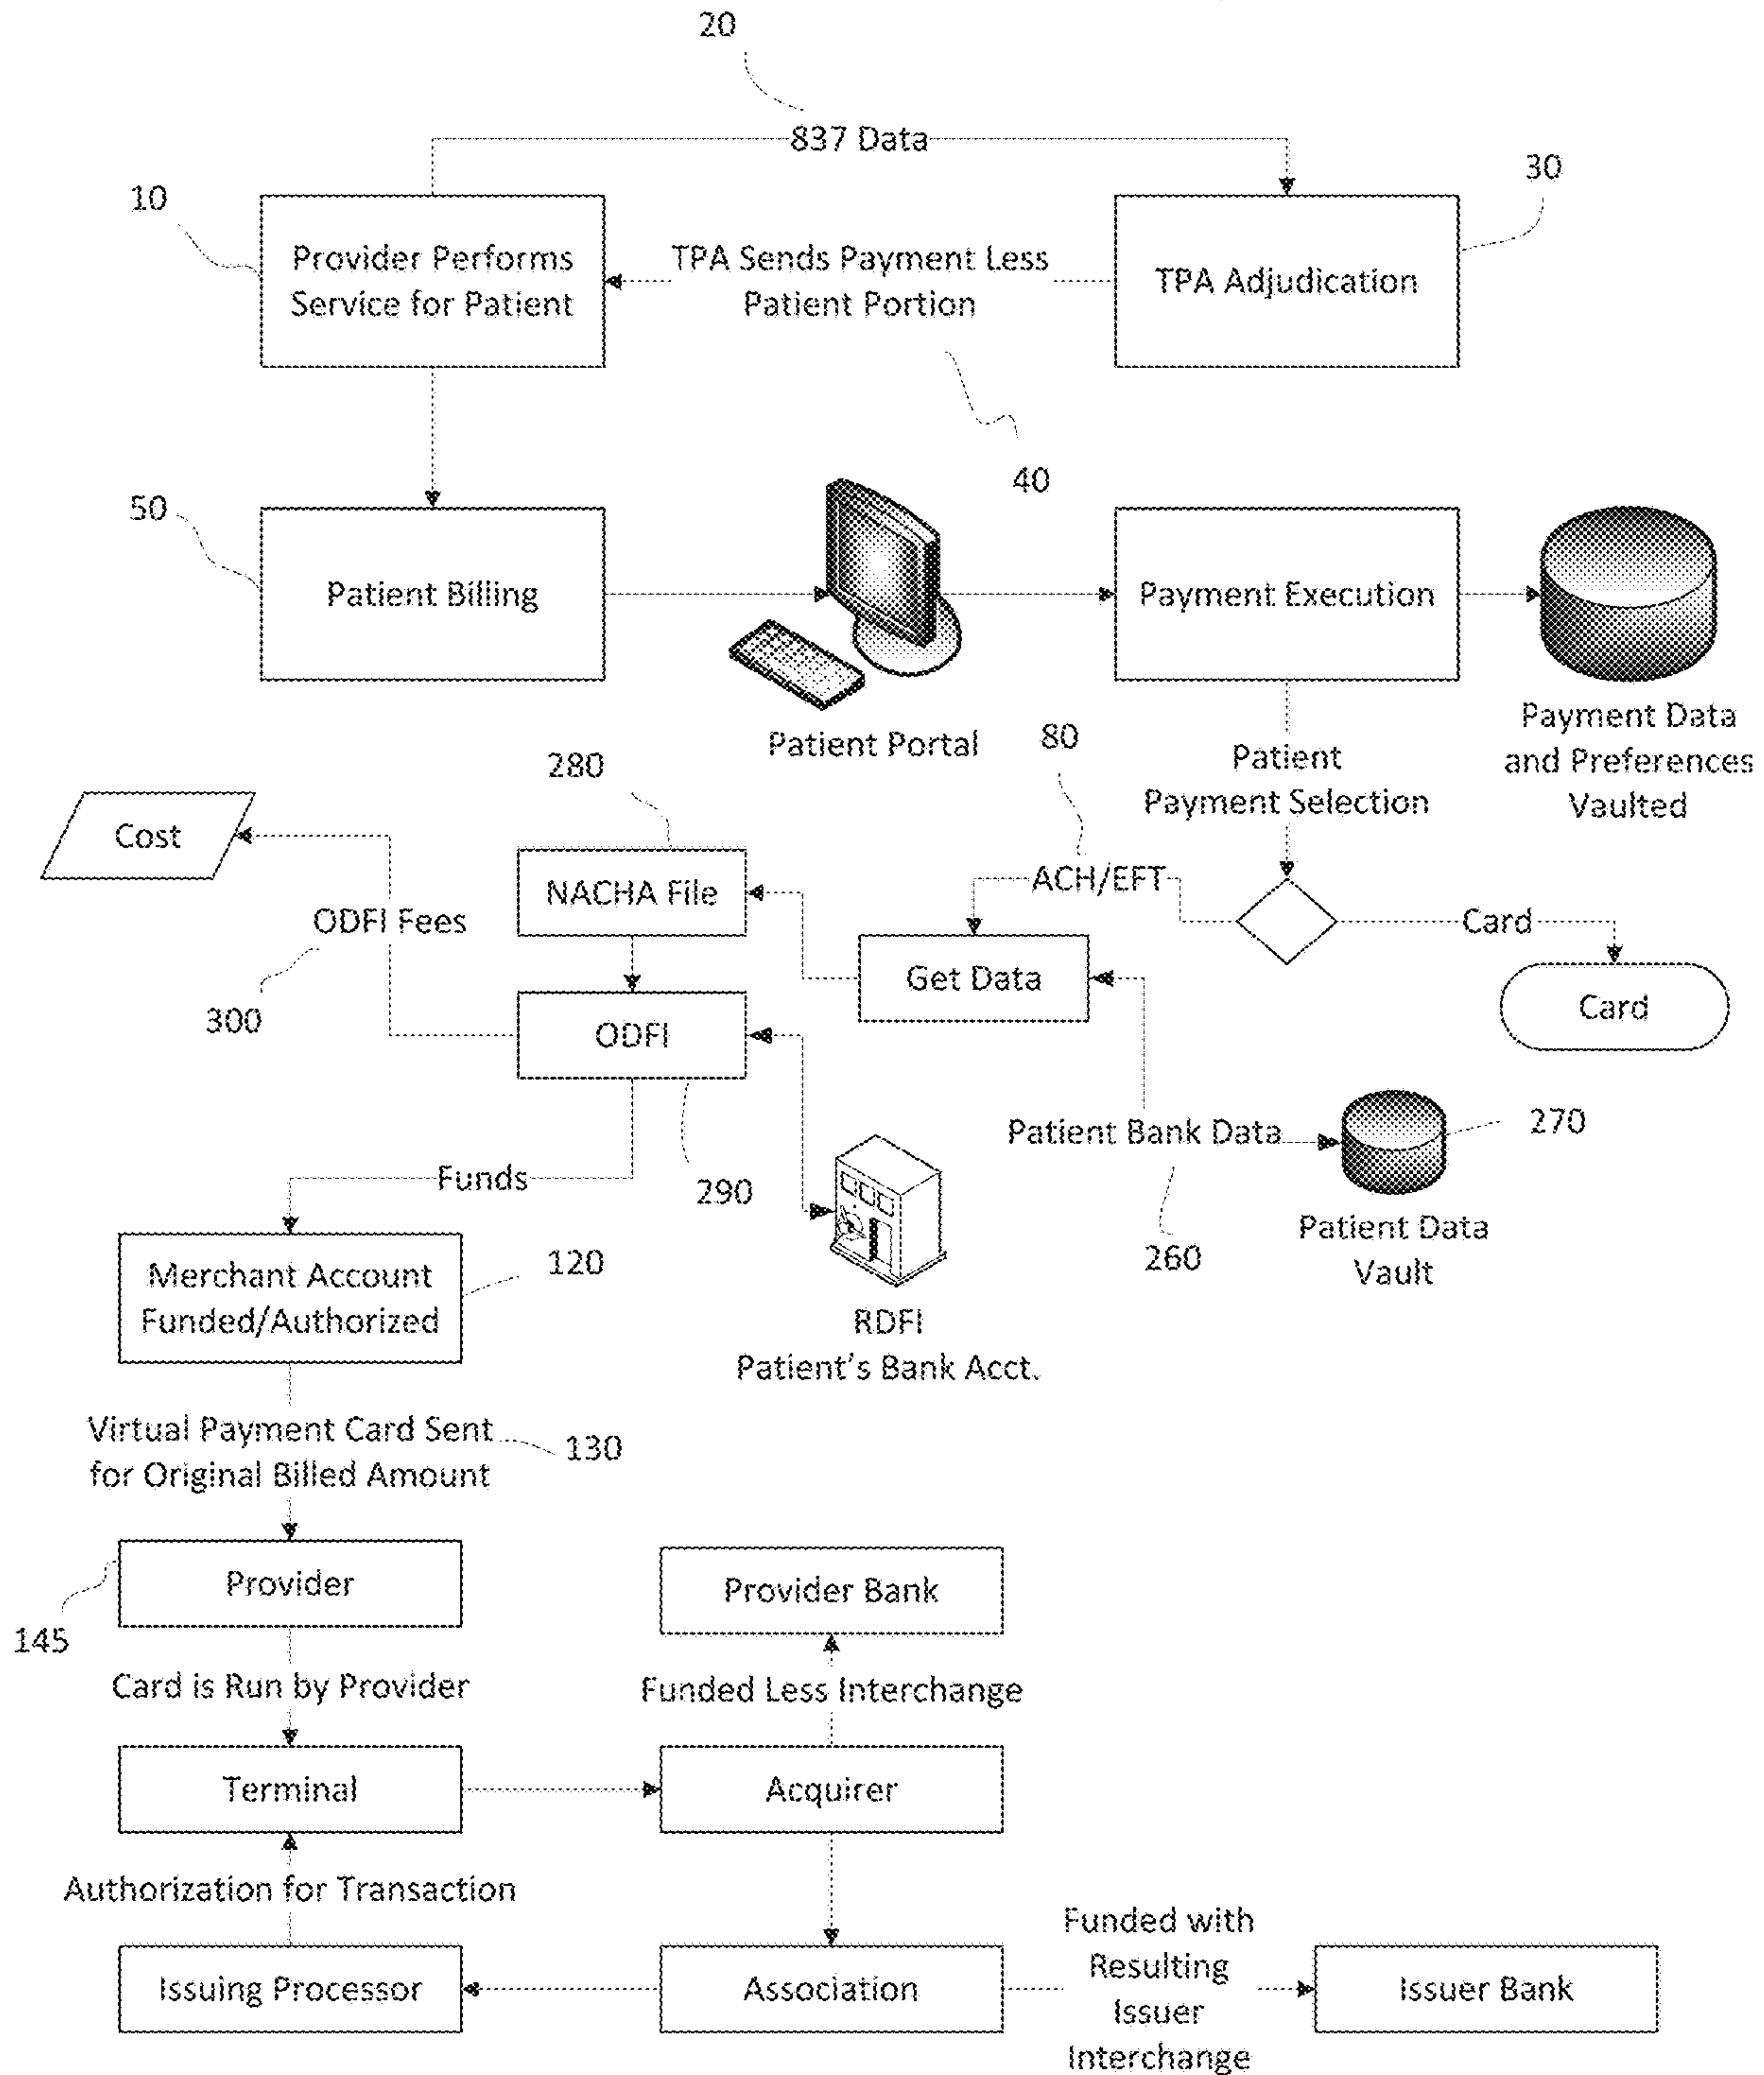 20
837 Data
10
30
Provider Performs
Service for Patient
TPA Sends Payment Less
Patient Portion
TPA Adjudication
40
50
Patient Billing
Payment Execution
Patient Portal
80
Payment Data
and Preferences
Vaulted
Patient
Payment Selection
280
Cost
NACHA File
ACH/EFT
Card
ODFI Fees
Get Data
Card
300
ODFI
Patient Bank Data
270
Funds
290
260
Patient Data
Vault
Merchant Account
Funded/Authorized
120
RDFI
Patient's Bank Acct.
Virtual Payment Card Sent
for Original Billed Amount
130
Provider
145
Provider Bank
Card is Run by Provider
Funded Less Interchange
Terminal
Acquirer
Authorization for Transaction
Funded with
Resulting
Issuer
Interchange
Issuing Processor
Association
Issuer Bank